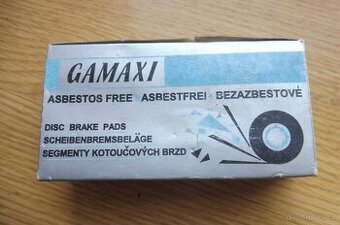 GAMAXI
ASBESTOS FREE ASBESTFREI BEZAZBESTOVÉ
DISC BRAKE PADS
SCHEIBENBREMSBELÄGE
SEGMENTY KOTOUČOVÝCH BRZD